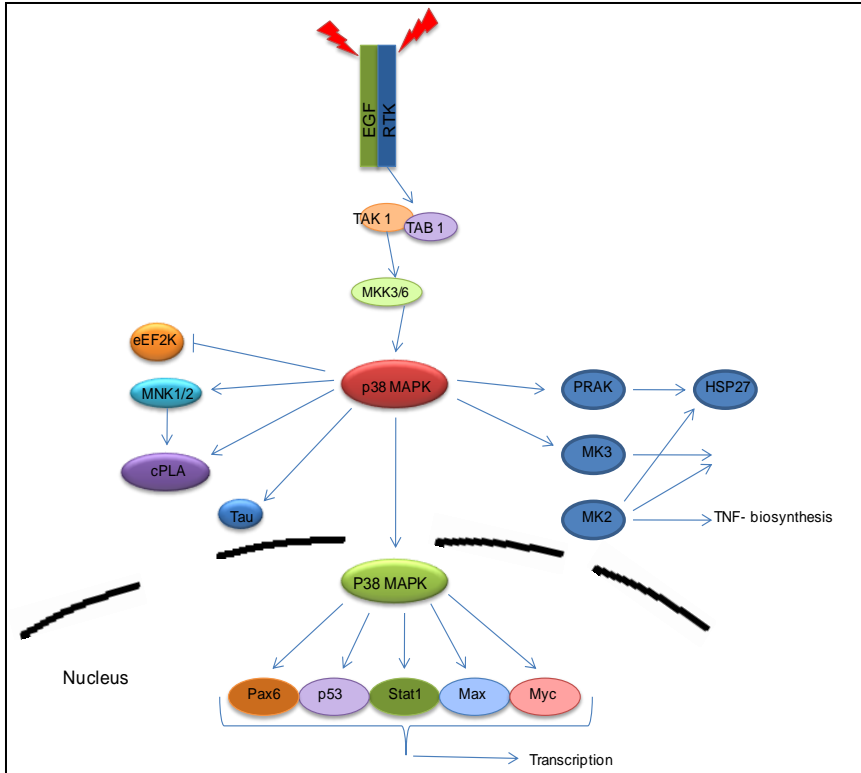 EGF
RTK
TAK 1
TAB 1
MKK3/6
eEF2K
p38 MAPK
PRAK
HSP27
MNK1/2
cPLA
MK3
Tau
MK2
TNF- biosynthesis
P38 MAPK
Nucleus
Pax6
p53
Stat1
Max
Myc
Transcription